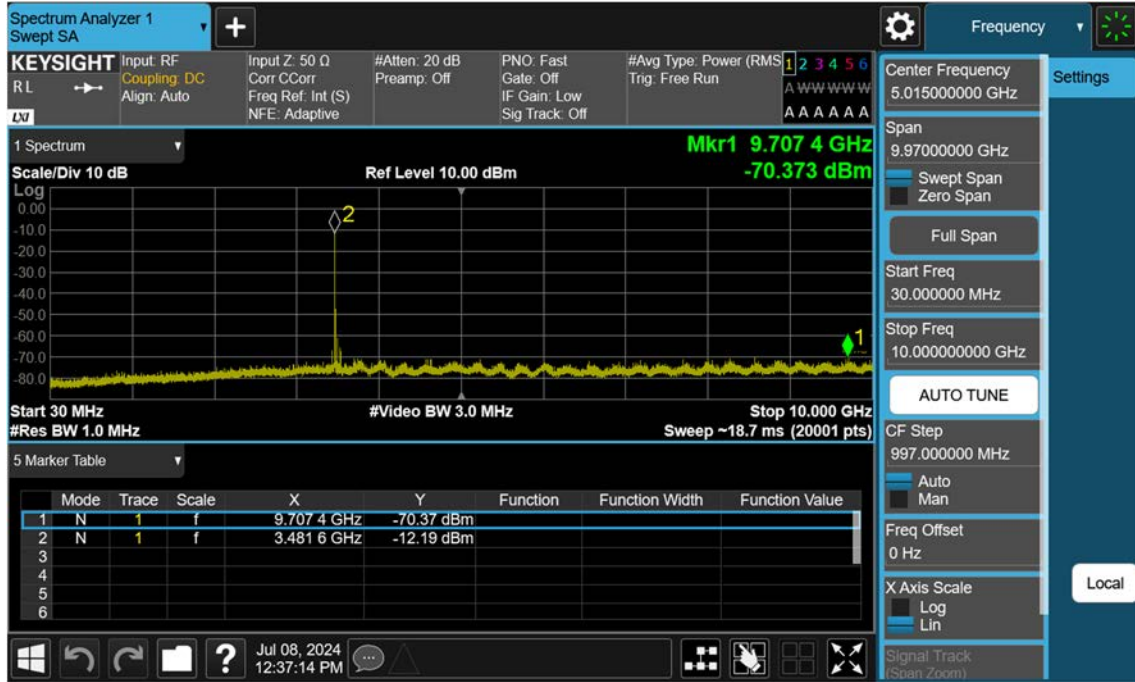 Spectrum Analyzer 1
Swept SA
Frequency
KEYSIGHT
R L
LXI
Input: RF
Coupling: DC
Align: Auto
Input Z: 50 Ω
Corr CCorr
Freq Ref: Int (S)
NFE: Adaptive
#Atten: 20 dB
Preamp: Off
PNO: Fast
Gate: Off
IF Gain: Low
Sig Track: Off
#Avg Type: Power (RMS
Trig: Free Run
1 2 3 4 5 6
A W W W W W
A A A A A A
1 Spectrum
Scale/Div 10 dB
Ref Level 10.00 dBm
Mkr1 9.707 4 GHz
-70.373 dBm
Log
0.00
-10.0
-20.0
-30.0
-40.0
-50.0
-60.0
-70.0
-80.0
2
1
Start 30 MHz
#Video BW 3.0 MHz
Stop 10.000 GHz
#Res BW 1.0 MHz
Sweep ~18.7 ms (20001 pts)
5 Marker Table
Mode Trace Scale X Y Function Function Width Function Value
1 N 1 f 9.707 4 GHz -70.37 dBm
2 N 1 f 3.481 6 GHz -12.19 dBm
3
4
5
6
Jul 08, 2024
12:37:14 PM
Center Frequency
5.015000000 GHz
Span
9.97000000 GHz
Swept Span
Zero Span
Full Span
Start Freq
30.000000 MHz
Stop Freq
10.000000000 GHz
AUTO TUNE
CF Step
997.000000 MHz
Auto
Man
Freq Offset
0 Hz
X Axis Scale
Log
Lin
Signal Track
(Span Zoom)
Settings
Local